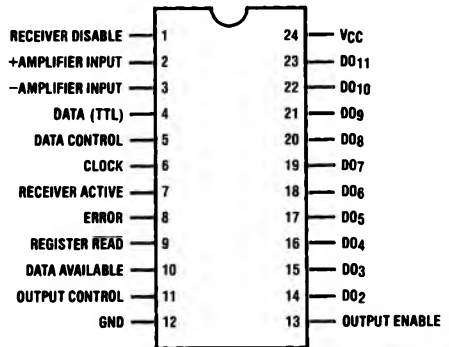 RECEIVER DISABLE 1 24 VCC
+AMPLIFIER INPUT 2 23 DO11
−AMPLIFIER INPUT 3 22 DO10
DATA (TTL) 4 21 DO9
DATA CONTROL 5 20 DO8
CLOCK 6 19 DO7
RECEIVER ACTIVE 7 18 DO6
ERROR 8 17 DO5
REGISTER READ 9 16 DO4
DATA AVAILABLE 10 15 DO3
OUTPUT CONTROL 11 14 DO2
GND 12 13 OUTPUT ENABLE